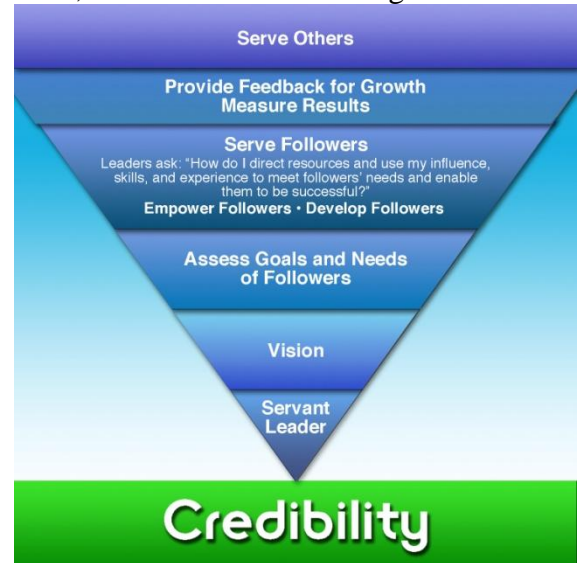 Serve Others
Provide Feedback for Growth
Measure Results
Serve Followers
Leaders ask: “How do I direct resources and use my influence,
skills, and experience to meet followers’ needs and enable
them to be successful?”
Empower Followers • Develop Followers
Assess Goals and Needs
of Followers
Vision
Servant
Leader
Credibility